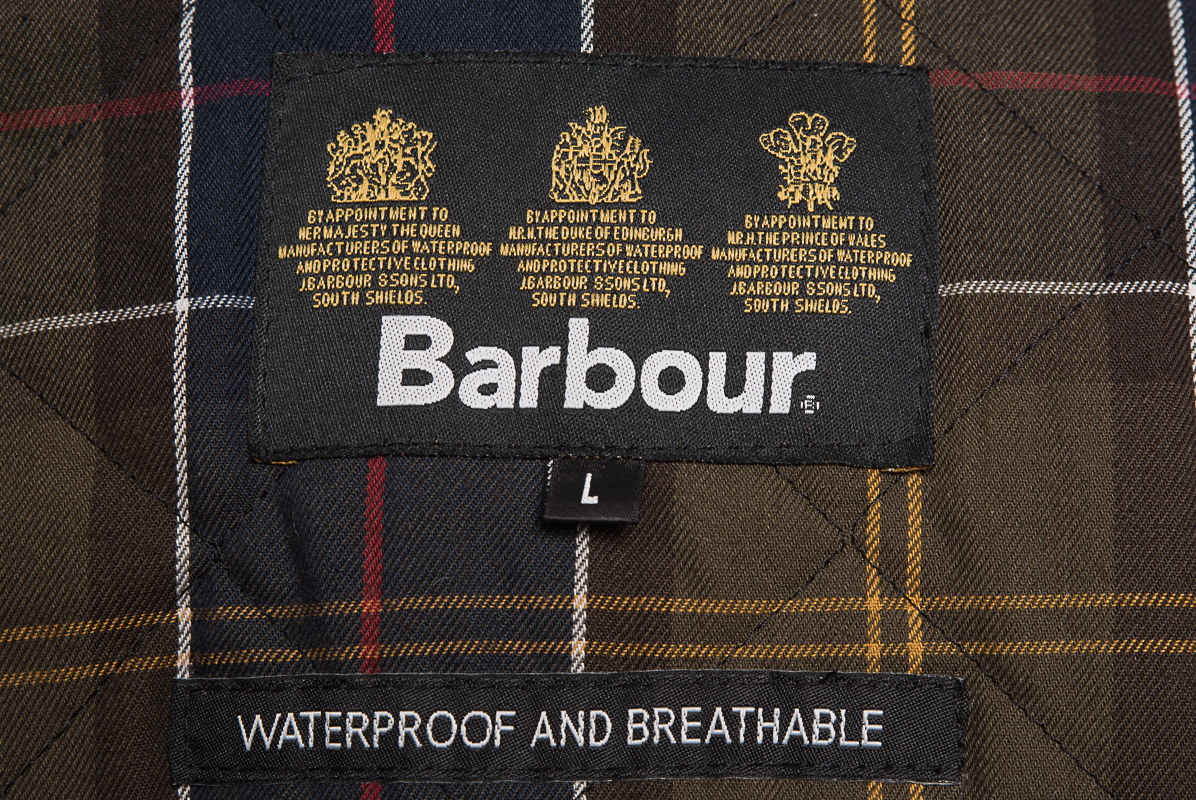 BY APPOINTMENT TO
HER MAJESTY THE QUEEN
MANUFACTURERS OF WATERPROOF
AND PROTECTIVE CLOTHING
J.BARBOUR & SONS LTD,
SOUTH SHIELDS.
BY APPOINTMENT TO
H.R.H. THE DUKE OF EDINBURGH
MANUFACTURERS OF WATERPROOF
AND PROTECTIVE CLOTHING
J.BARBOUR & SONS LTD,
SOUTH SHIELDS.
BY APPOINTMENT TO
H.R.H. THE PRINCE OF WALES
MANUFACTURERS OF WATERPROOF
AND PROTECTIVE CLOTHING
J.BARBOUR & SONS LTD,
SOUTH SHIELDS.
Barbour®
L
WATERPROOF AND BREATHABLE